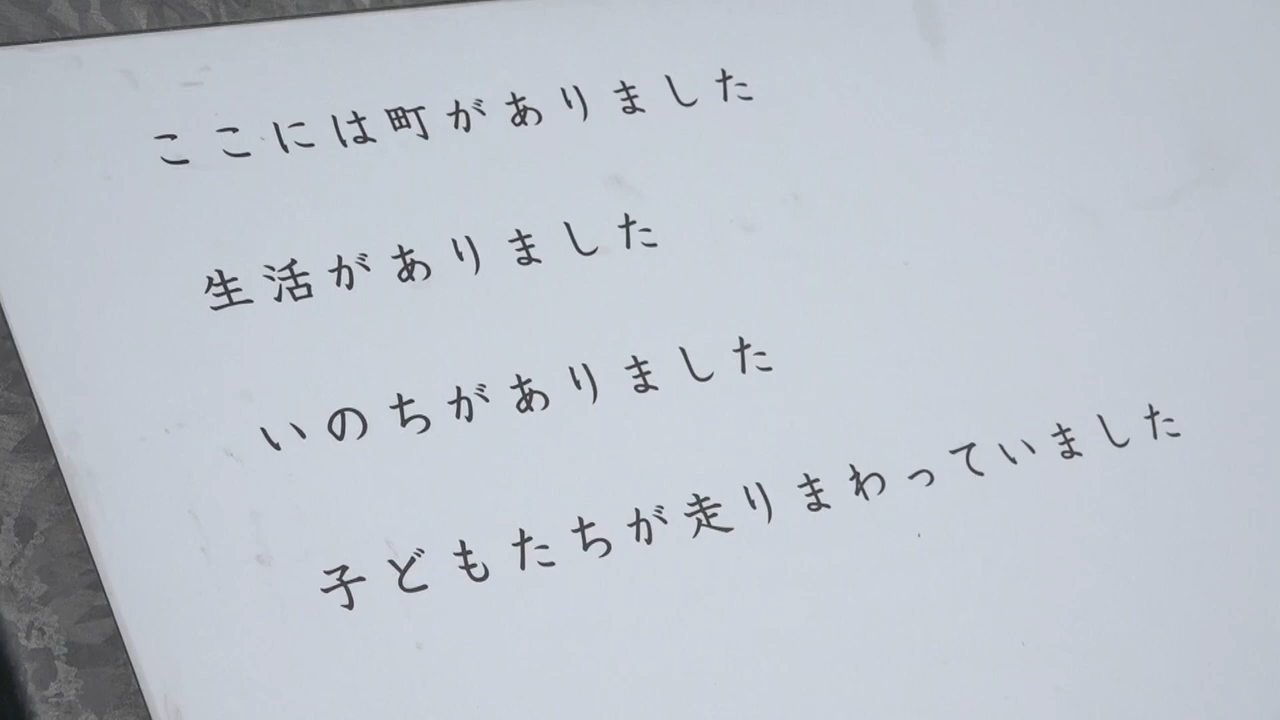 ここには町がありました
生活がありました
いのちがありました
子どもたちが走りまわっていました